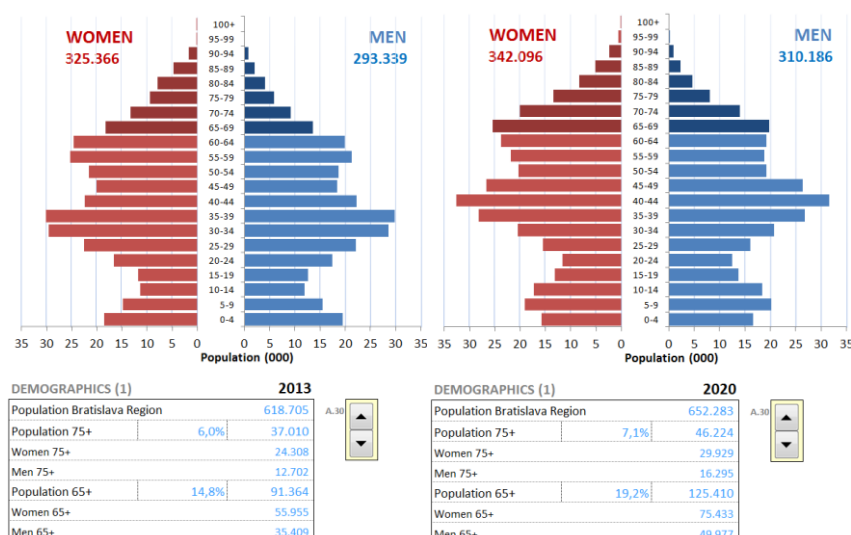 WOMEN
325.366
MEN
293.339
100+
95-99
90-94
85-89
80-84
75-79
70-74
65-69
60-64
55-59
50-54
45-49
40-44
35-39
30-34
25-29
20-24
15-19
10-14
5-9
0-4
35 30 25 20 15 10 5 0 0 5 10 15 20 25 30 35
Population (000)
WOMEN
342.096
MEN
310.186
100+
95-99
90-94
85-89
80-84
75-79
70-74
65-69
60-64
55-59
50-54
45-49
40-44
35-39
30-34
25-29
20-24
15-19
10-14
5-9
0-4
35 30 25 20 15 10 5 0 0 5 10 15 20 25 30 35
Population (000)
DEMOGRAPHICS (1) 2013
Population Bratislava Region 618.705
A.30
Population 75+ 6,0% 37.010
Women 75+ 24.308
Men 75+ 12.702
Population 65+ 14,8% 91.364
Women 65+ 55.955
Men 65+ 35.409
DEMOGRAPHICS (1) 2020
Population Bratislava Region 652.283
A.30
Population 75+ 7,1% 46.224
Women 75+ 29.929
Men 75+ 16.295
Population 65+ 19,2% 125.410
Women 65+ 75.433
Men 65+ 49.977